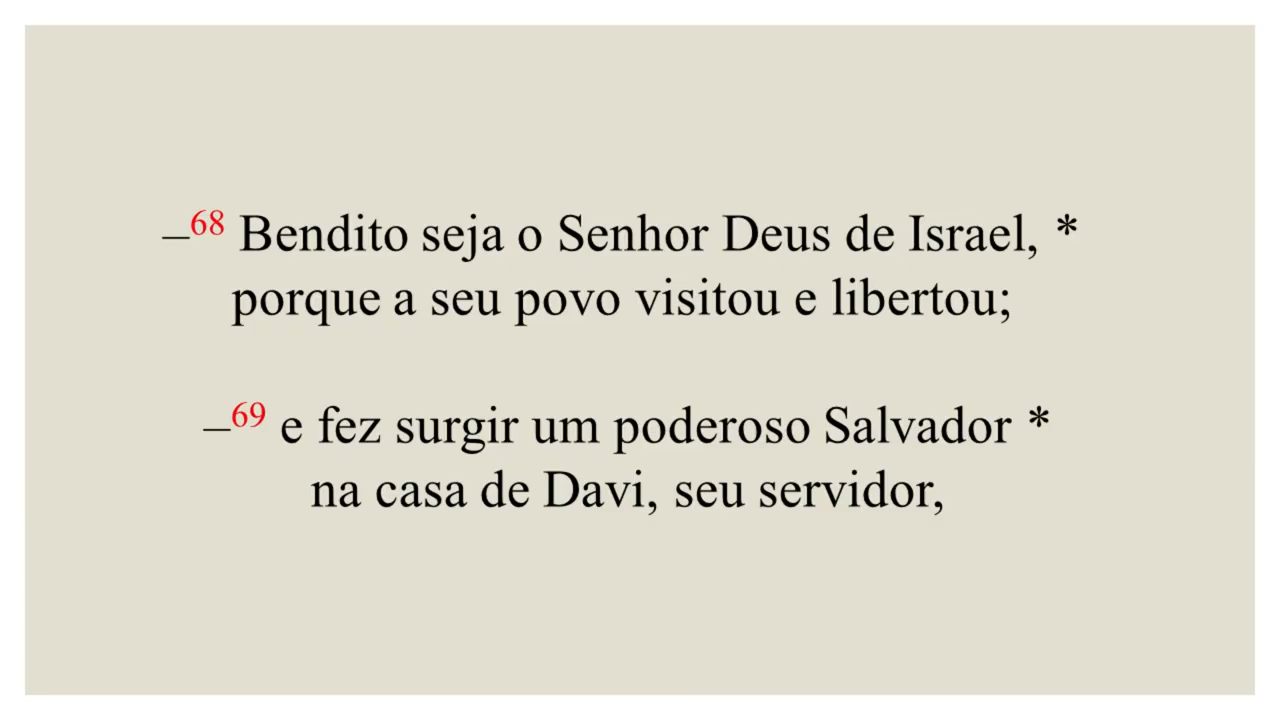 –68 Bendito seja o Senhor Deus de Israel, *
porque a seu povo visitou e libertou;
–69 e fez surgir um poderoso Salvador *
na casa de Davi, seu servidor,